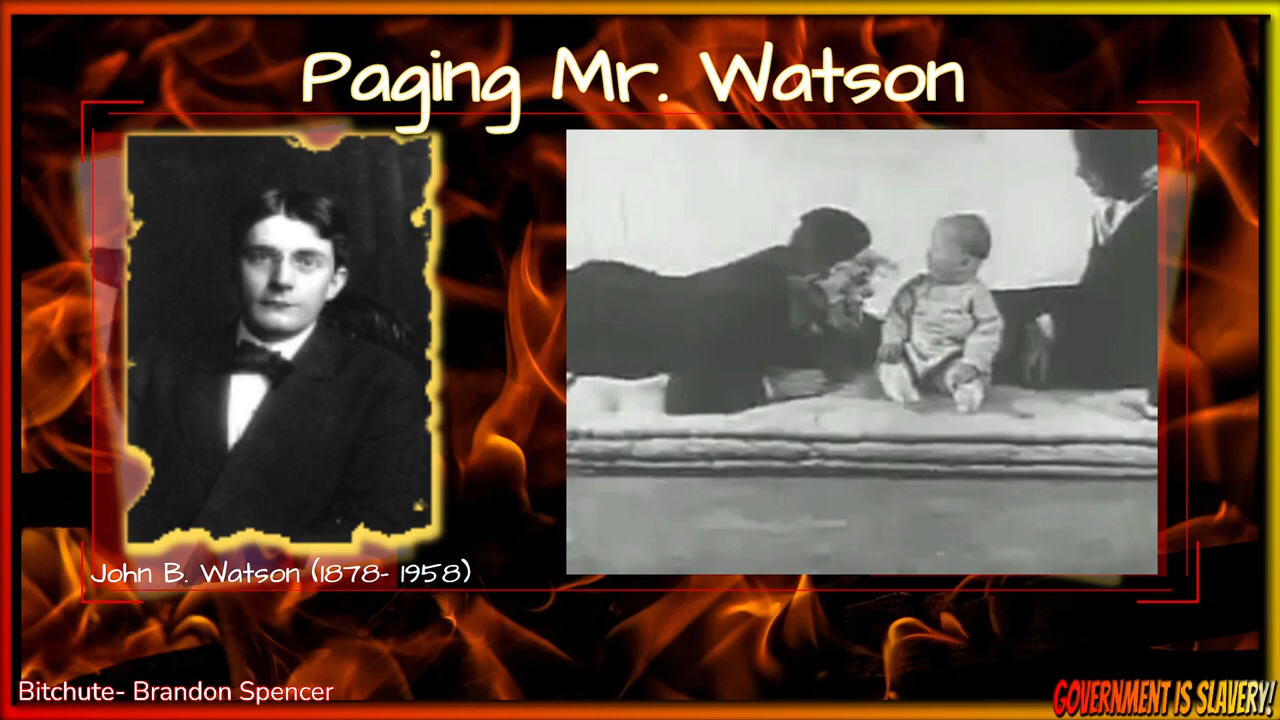 Paging Mr. Watson
John B. Watson (1878- 1958)
Bitchute- Brandon Spencer
GOVERNMENT IS SLAVERY!